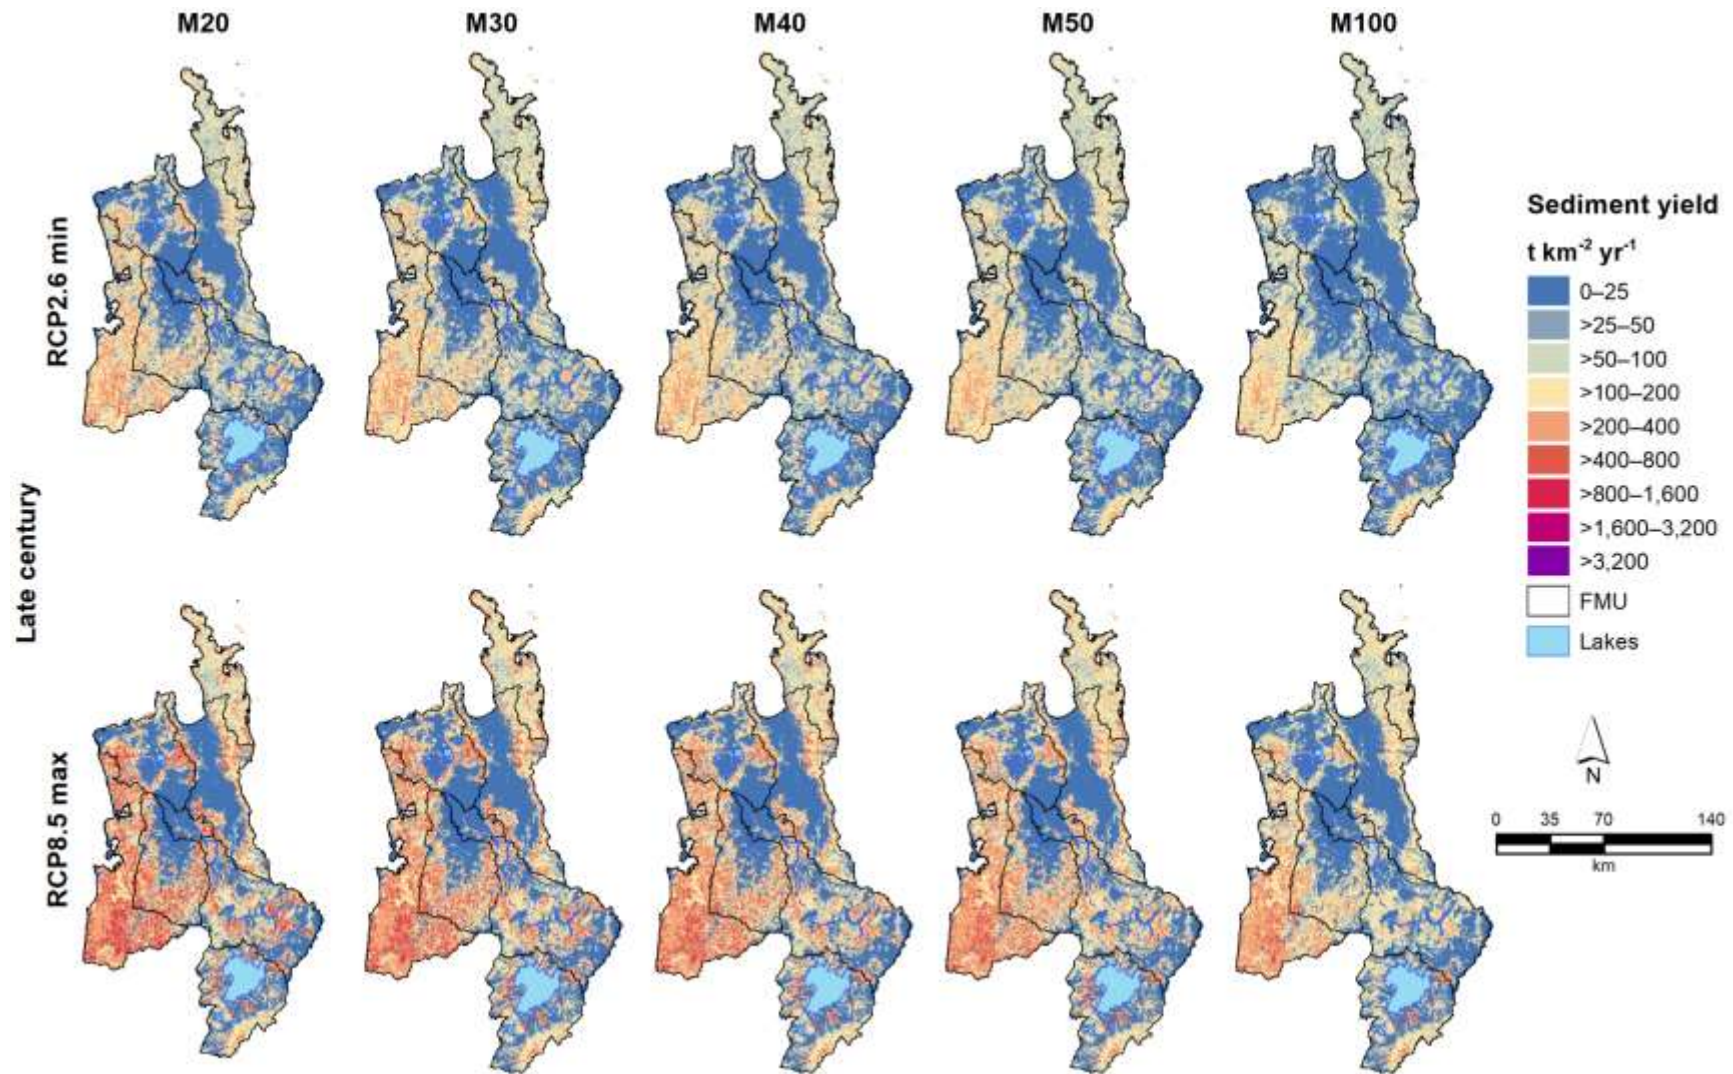 M20 M30 M40 M50 M100
RCP2.6 min
Late century
RCP8.5 max
Sediment yield
t km⁻² yr⁻¹
0–25
>25–50
>50–100
>100–200
>200–400
>400–800
>800–1,600
>1,600–3,200
>3,200
FMU
Lakes
N
0 35 70 140
km